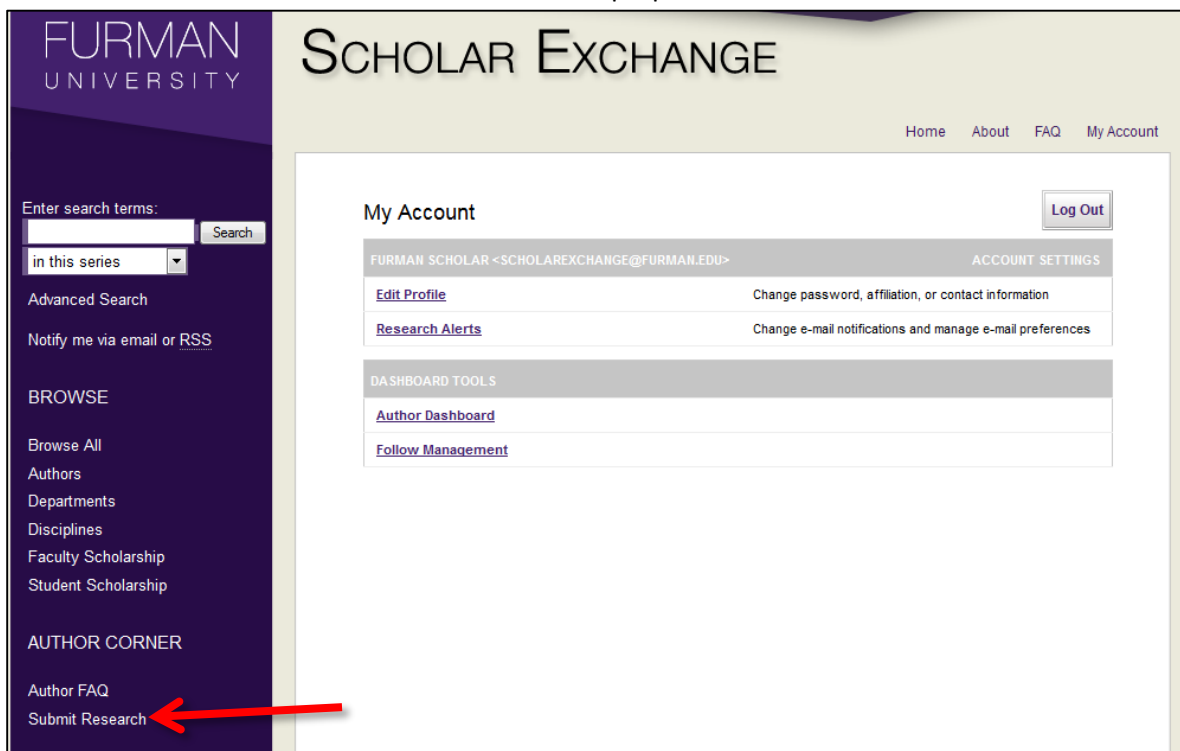 FURMAN
UNIVERSITY
SCHOLAR EXCHANGE
Home About FAQ My Account
Enter search terms:
Search
in this series
Advanced Search
Notify me via email or RSS
BROWSE
Browse All
Authors
Departments
Disciplines
Faculty Scholarship
Student Scholarship
AUTHOR CORNER
Author FAQ
Submit Research
My Account
Log Out
FURMAN SCHOLAR <SCHOLAREXCHANGE@FURMAN.EDU> ACCOUNT SETTINGS
Edit Profile Change password, affiliation, or contact information
Research Alerts Change e-mail notifications and manage e-mail preferences
DASHBOARD TOOLS
Author Dashboard
Follow Management